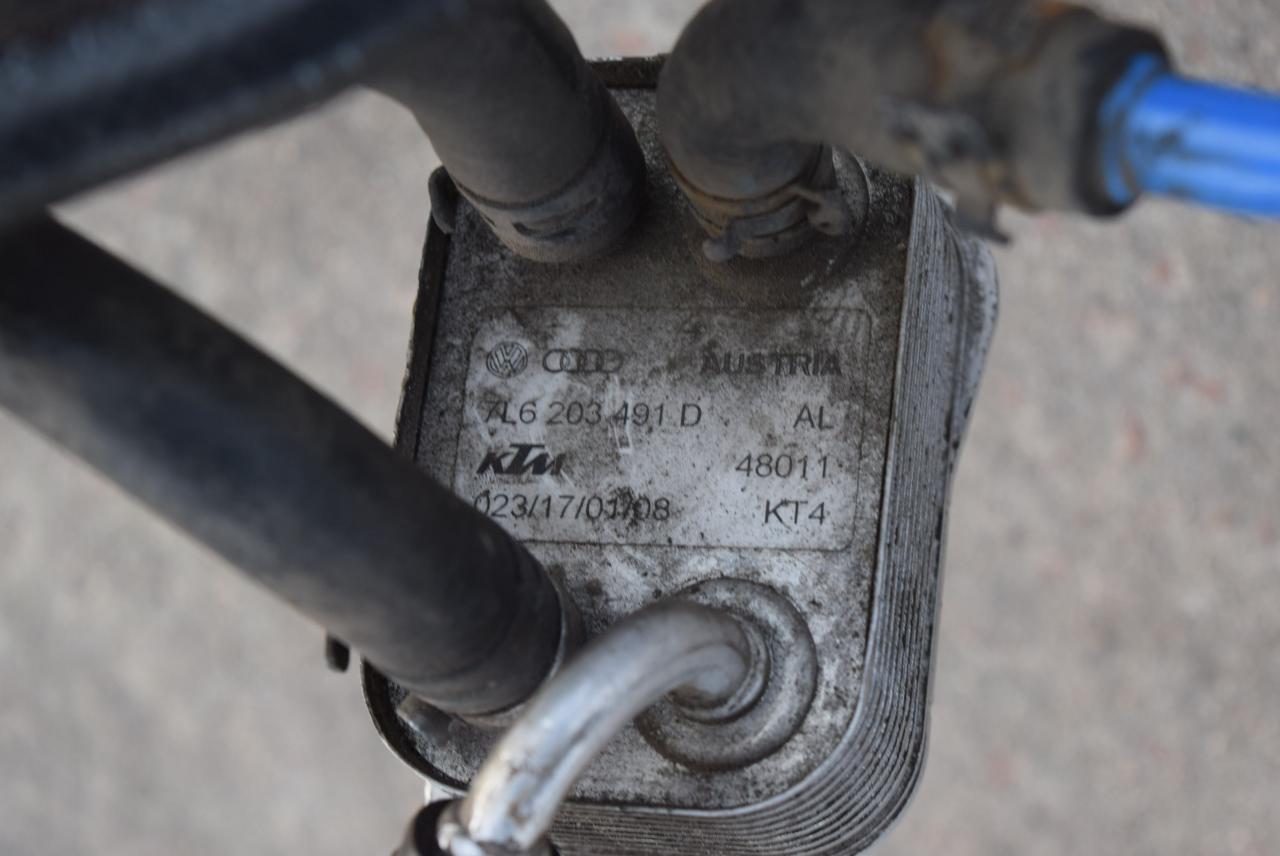 AUSTRIA
7L6 203 491 D AL
KTM 48011
023/17/01/08 KT4